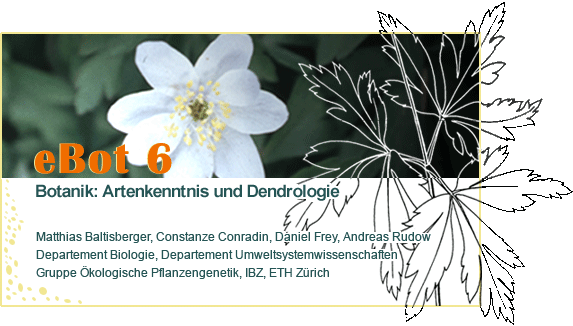 eBot 6
Botanik: Artenkenntnis und Dendrologie
Matthias Baltisberger, Constanze Conradin, Daniel Frey, Andreas Rudow
Departement Biologie, Departement Umweltsystemwissenschaften
Gruppe Ökologische Pflanzengenetik, IBZ, ETH Zürich